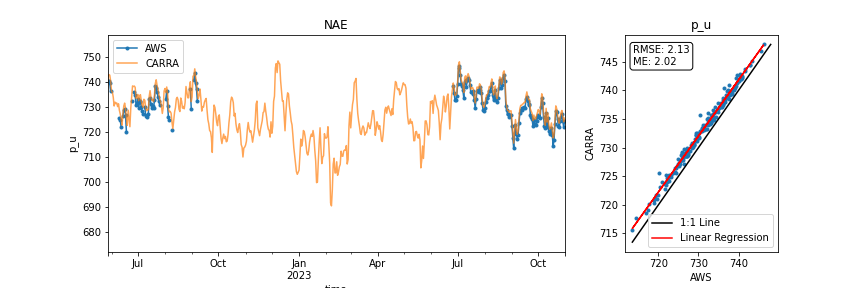 NAE
p_u
AWS
CARRA
p_u
750
740
730
720
710
700
690
680
Jul
Oct
Jan
2023
Apr
Jul
Oct
time
p_u
RMSE: 2.13
ME: 2.02
CARRA
745
740
735
730
725
720
715
1:1 Line
Linear Regression
720
730
740
AWS